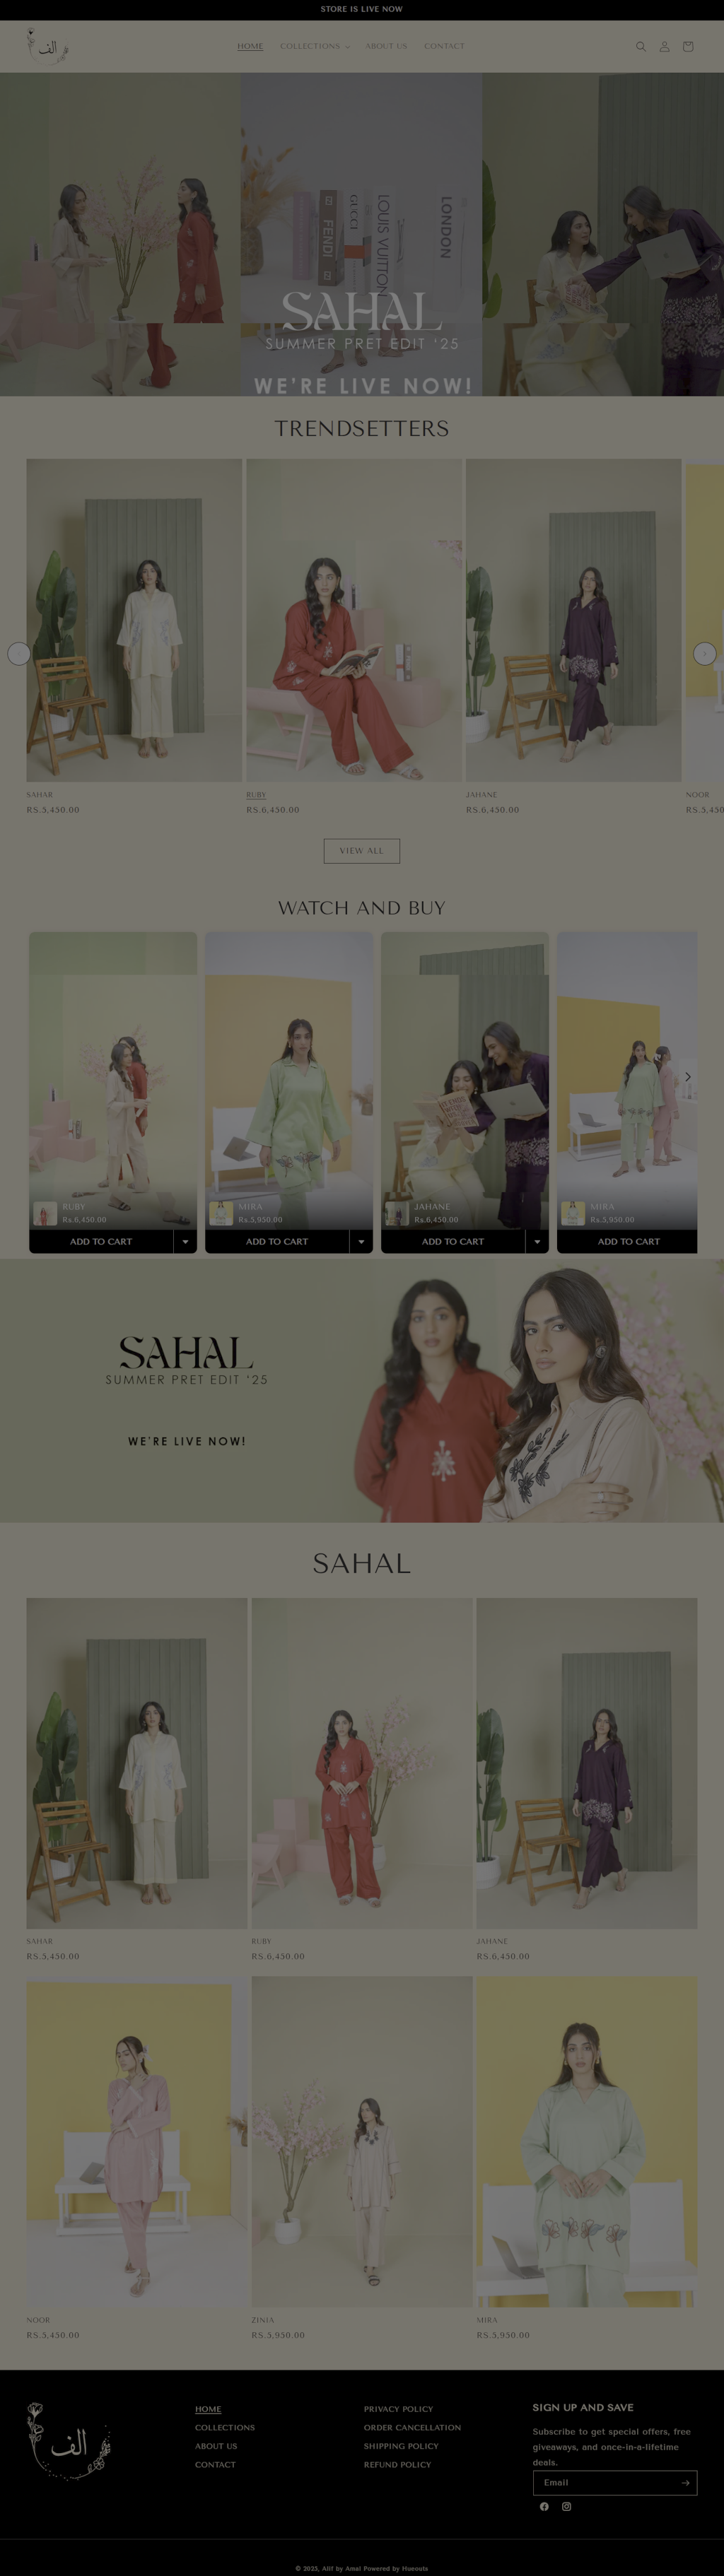 STORE IS LIVE NOW
الف
HOME
COLLECTIONS
ABOUT US
CONTACT
FENDI
GUCCI
LOUIS VUITTON
LONDON
SAHAL
SUMMER PRET EDIT '25
WE'RE LIVE NOW!
TRENDSETTERS
SAHAR
RS.5,450.00
RUBY
RS.6,450.00
JAHANE
RS.6,450.00
NOOR
RS.5,450
VIEW ALL
WATCH AND BUY
RUBY
Rs.6,450.00
ADD TO CART
MIRA
Rs.5,950.00
ADD TO CART
JAHANE
Rs.6,450.00
ADD TO CART
MIRA
Rs.5,950.00
ADD TO CART
SAHAL
SUMMER PRET EDIT '25
WE'RE LIVE NOW!
SAHAL
SAHAR
RS.5,450.00
RUBY
RS.6,450.00
JAHANE
RS.6,450.00
NOOR
RS.5,450.00
ZINIA
RS.5,950.00
MIRA
RS.5,950.00
الف
HOME
COLLECTIONS
ABOUT US
CONTACT
PRIVACY POLICY
ORDER CANCELLATION
SHIPPING POLICY
REFUND POLICY
SIGN UP AND SAVE
Subscribe to get special offers, free
giveaways, and once-in-a-lifetime
deals.
Email
© 2025, Alif by Amal Powered by Hueouts